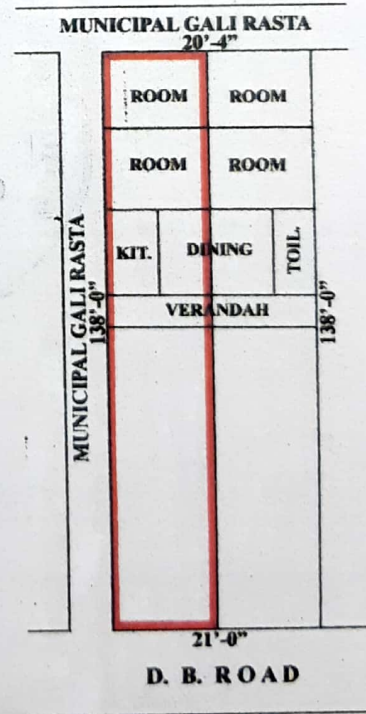 MUNICIPAL GALI RASTA
20'-4"
ROOM ROOM
ROOM ROOM
KIT. DINING TOIL.
VERANDAH
MUNICIPAL GALI RASTA
138'-0"
138'-0"
21'-0"
D. B. ROAD